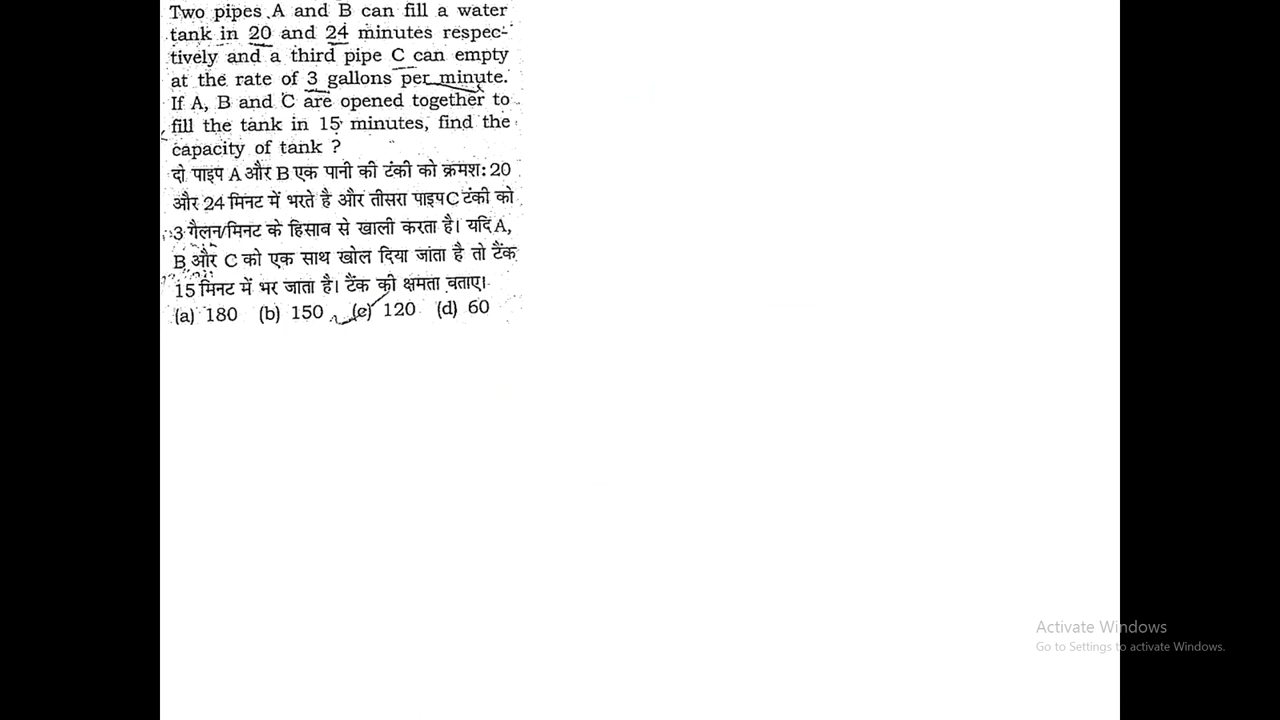 Two pipes A and B can fill a water
tank in 20 and 24 minutes respec-
tively and a third pipe C can empty
at the rate of 3 gallons per minute.
If A, B and C are opened together to
fill the tank in 15 minutes, find the
capacity of tank ?
दो पाइप A और B एक पानी की टंकी को क्रमश: 20
और 24 मिनट में भरते है और तीसरा पाइप C टंकी को
3 गैलन/मिनट के हिसाब से खाली करता है। यदि A,
B और C को एक साथ खोल दिया जाता है तो टैंक
15 मिनट में भर जाता है। टैंक की क्षमता बताए।
(a) 180 (b) 150 (c) 120 (d) 60
Activate Windows
Go to Settings to activate Windows.